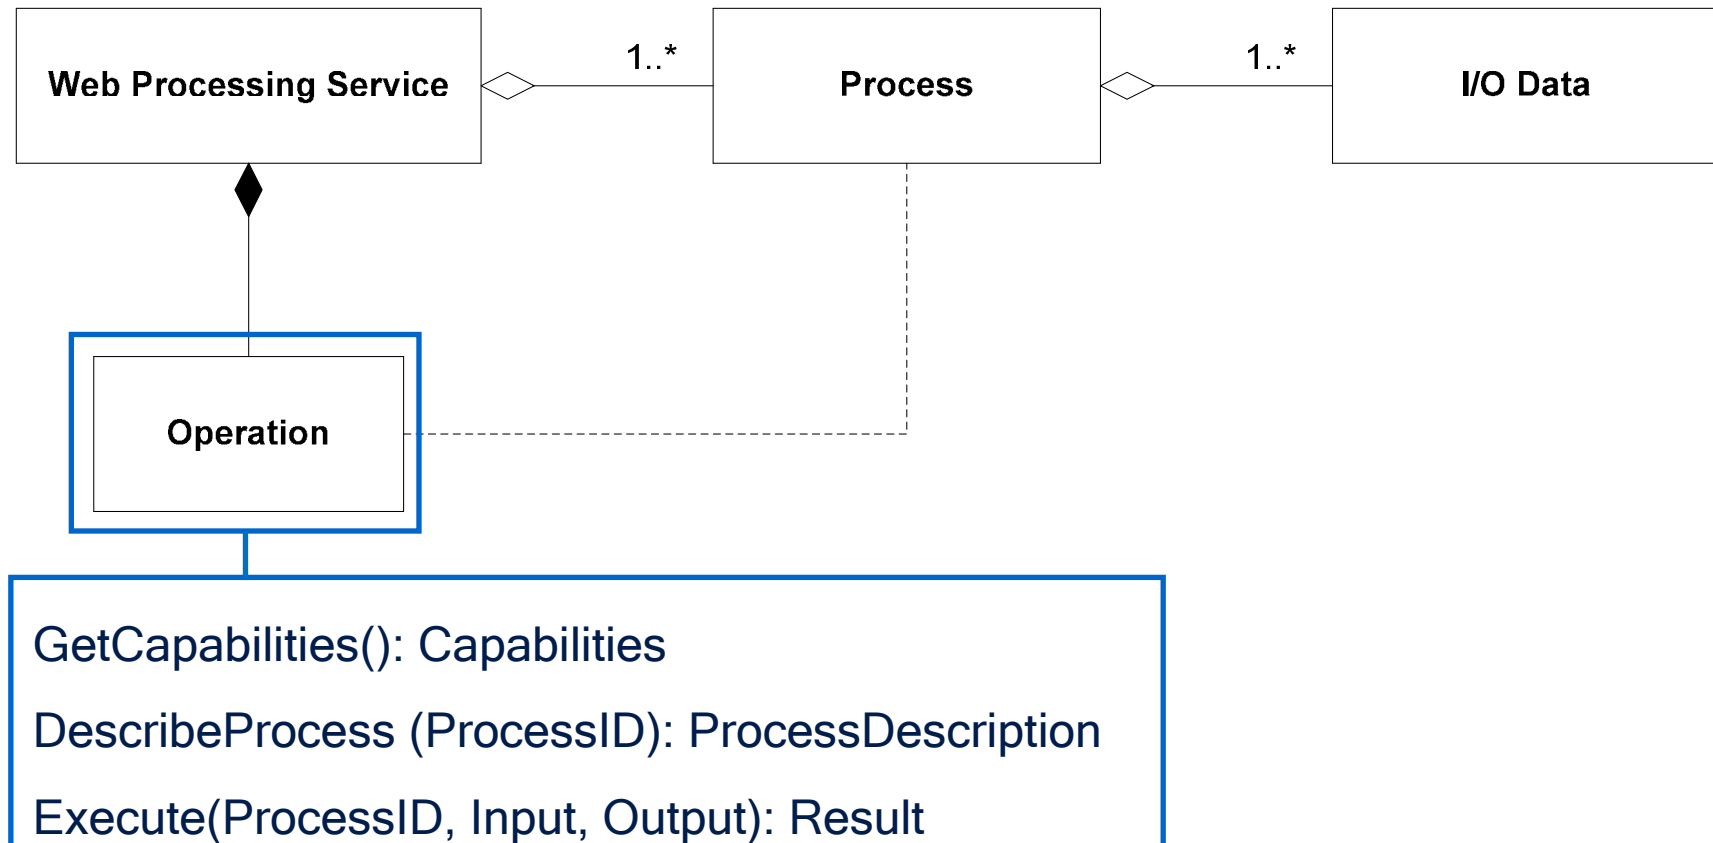 Web Processing Service
1..*
Process
1..*
I/O Data
Operation
GetCapabilities(): Capabilities
DescribeProcess (ProcessID): ProcessDescription
Execute(ProcessID, Input, Output): Result